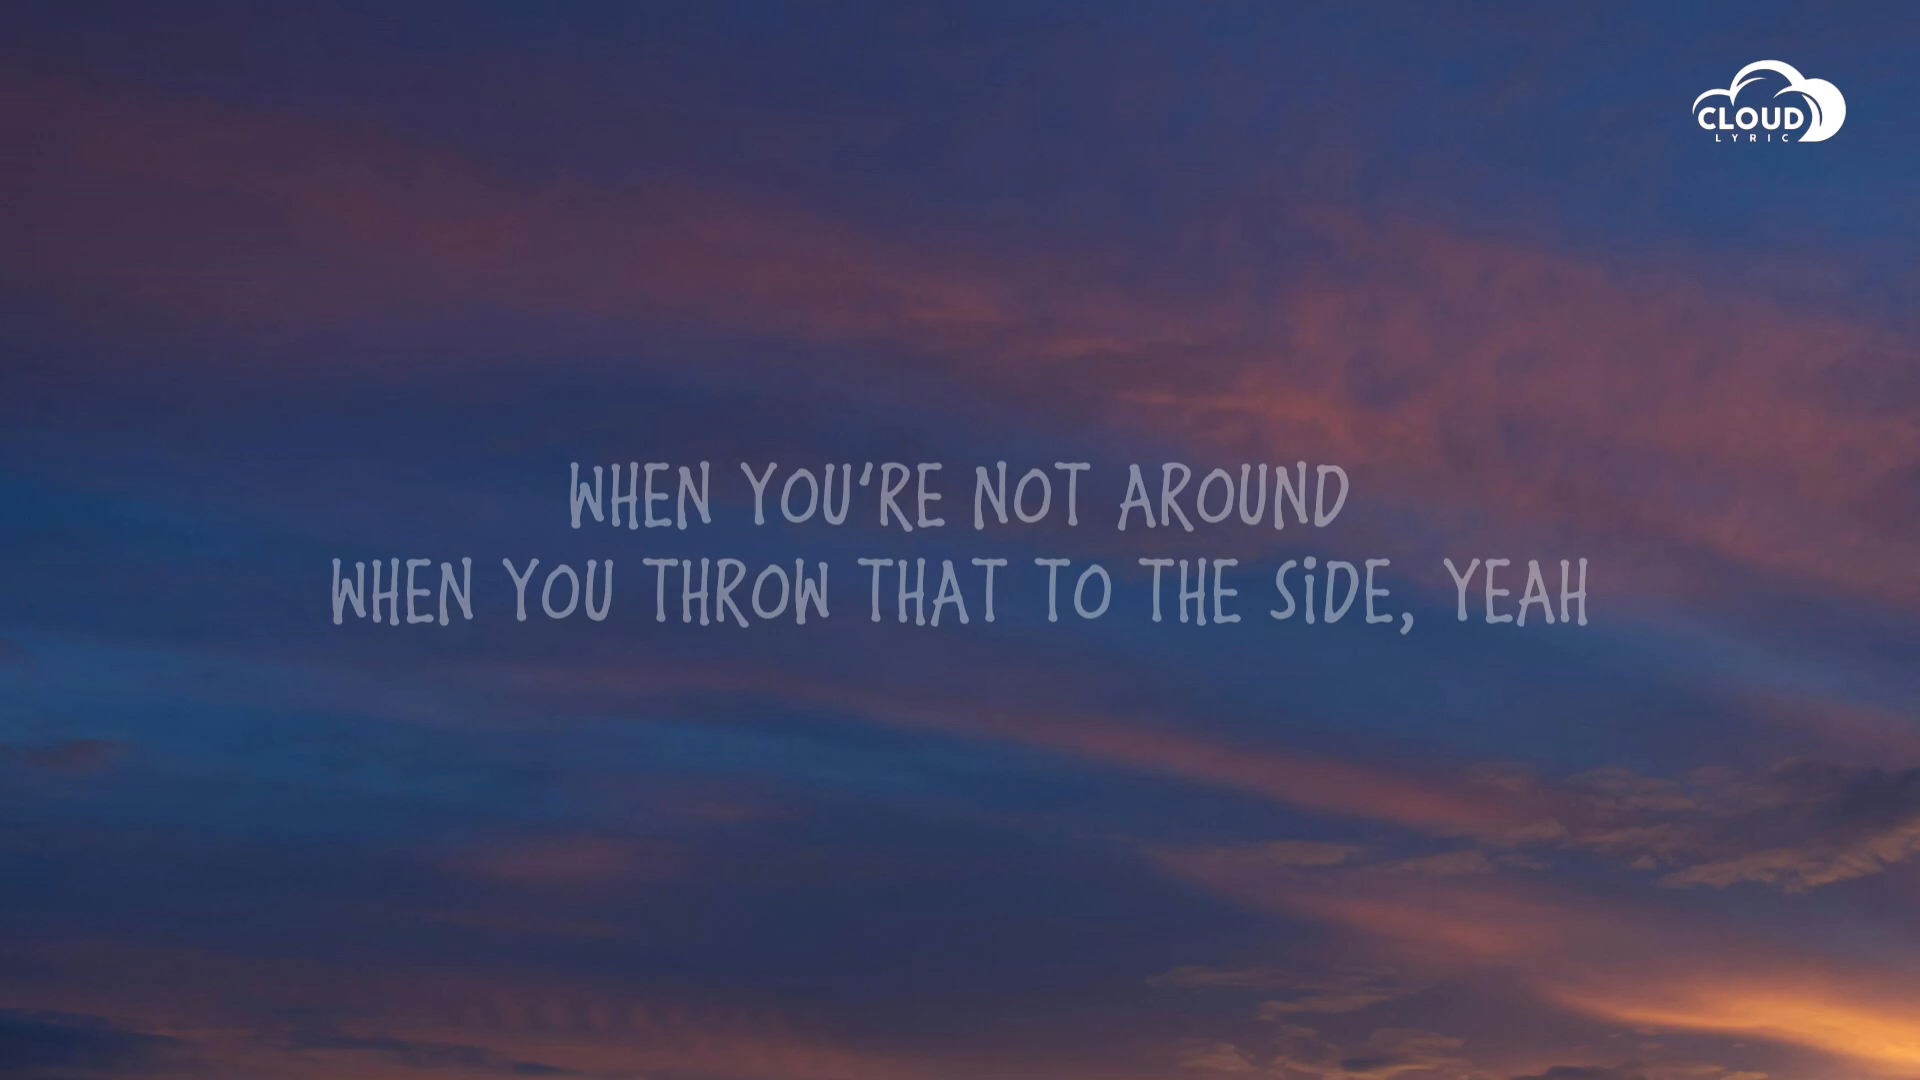 CLOUD
LYRIC
WHEN YOU'RE NOT AROUND
WHEN YOU THROW THAT TO THE SiDE, YEAH